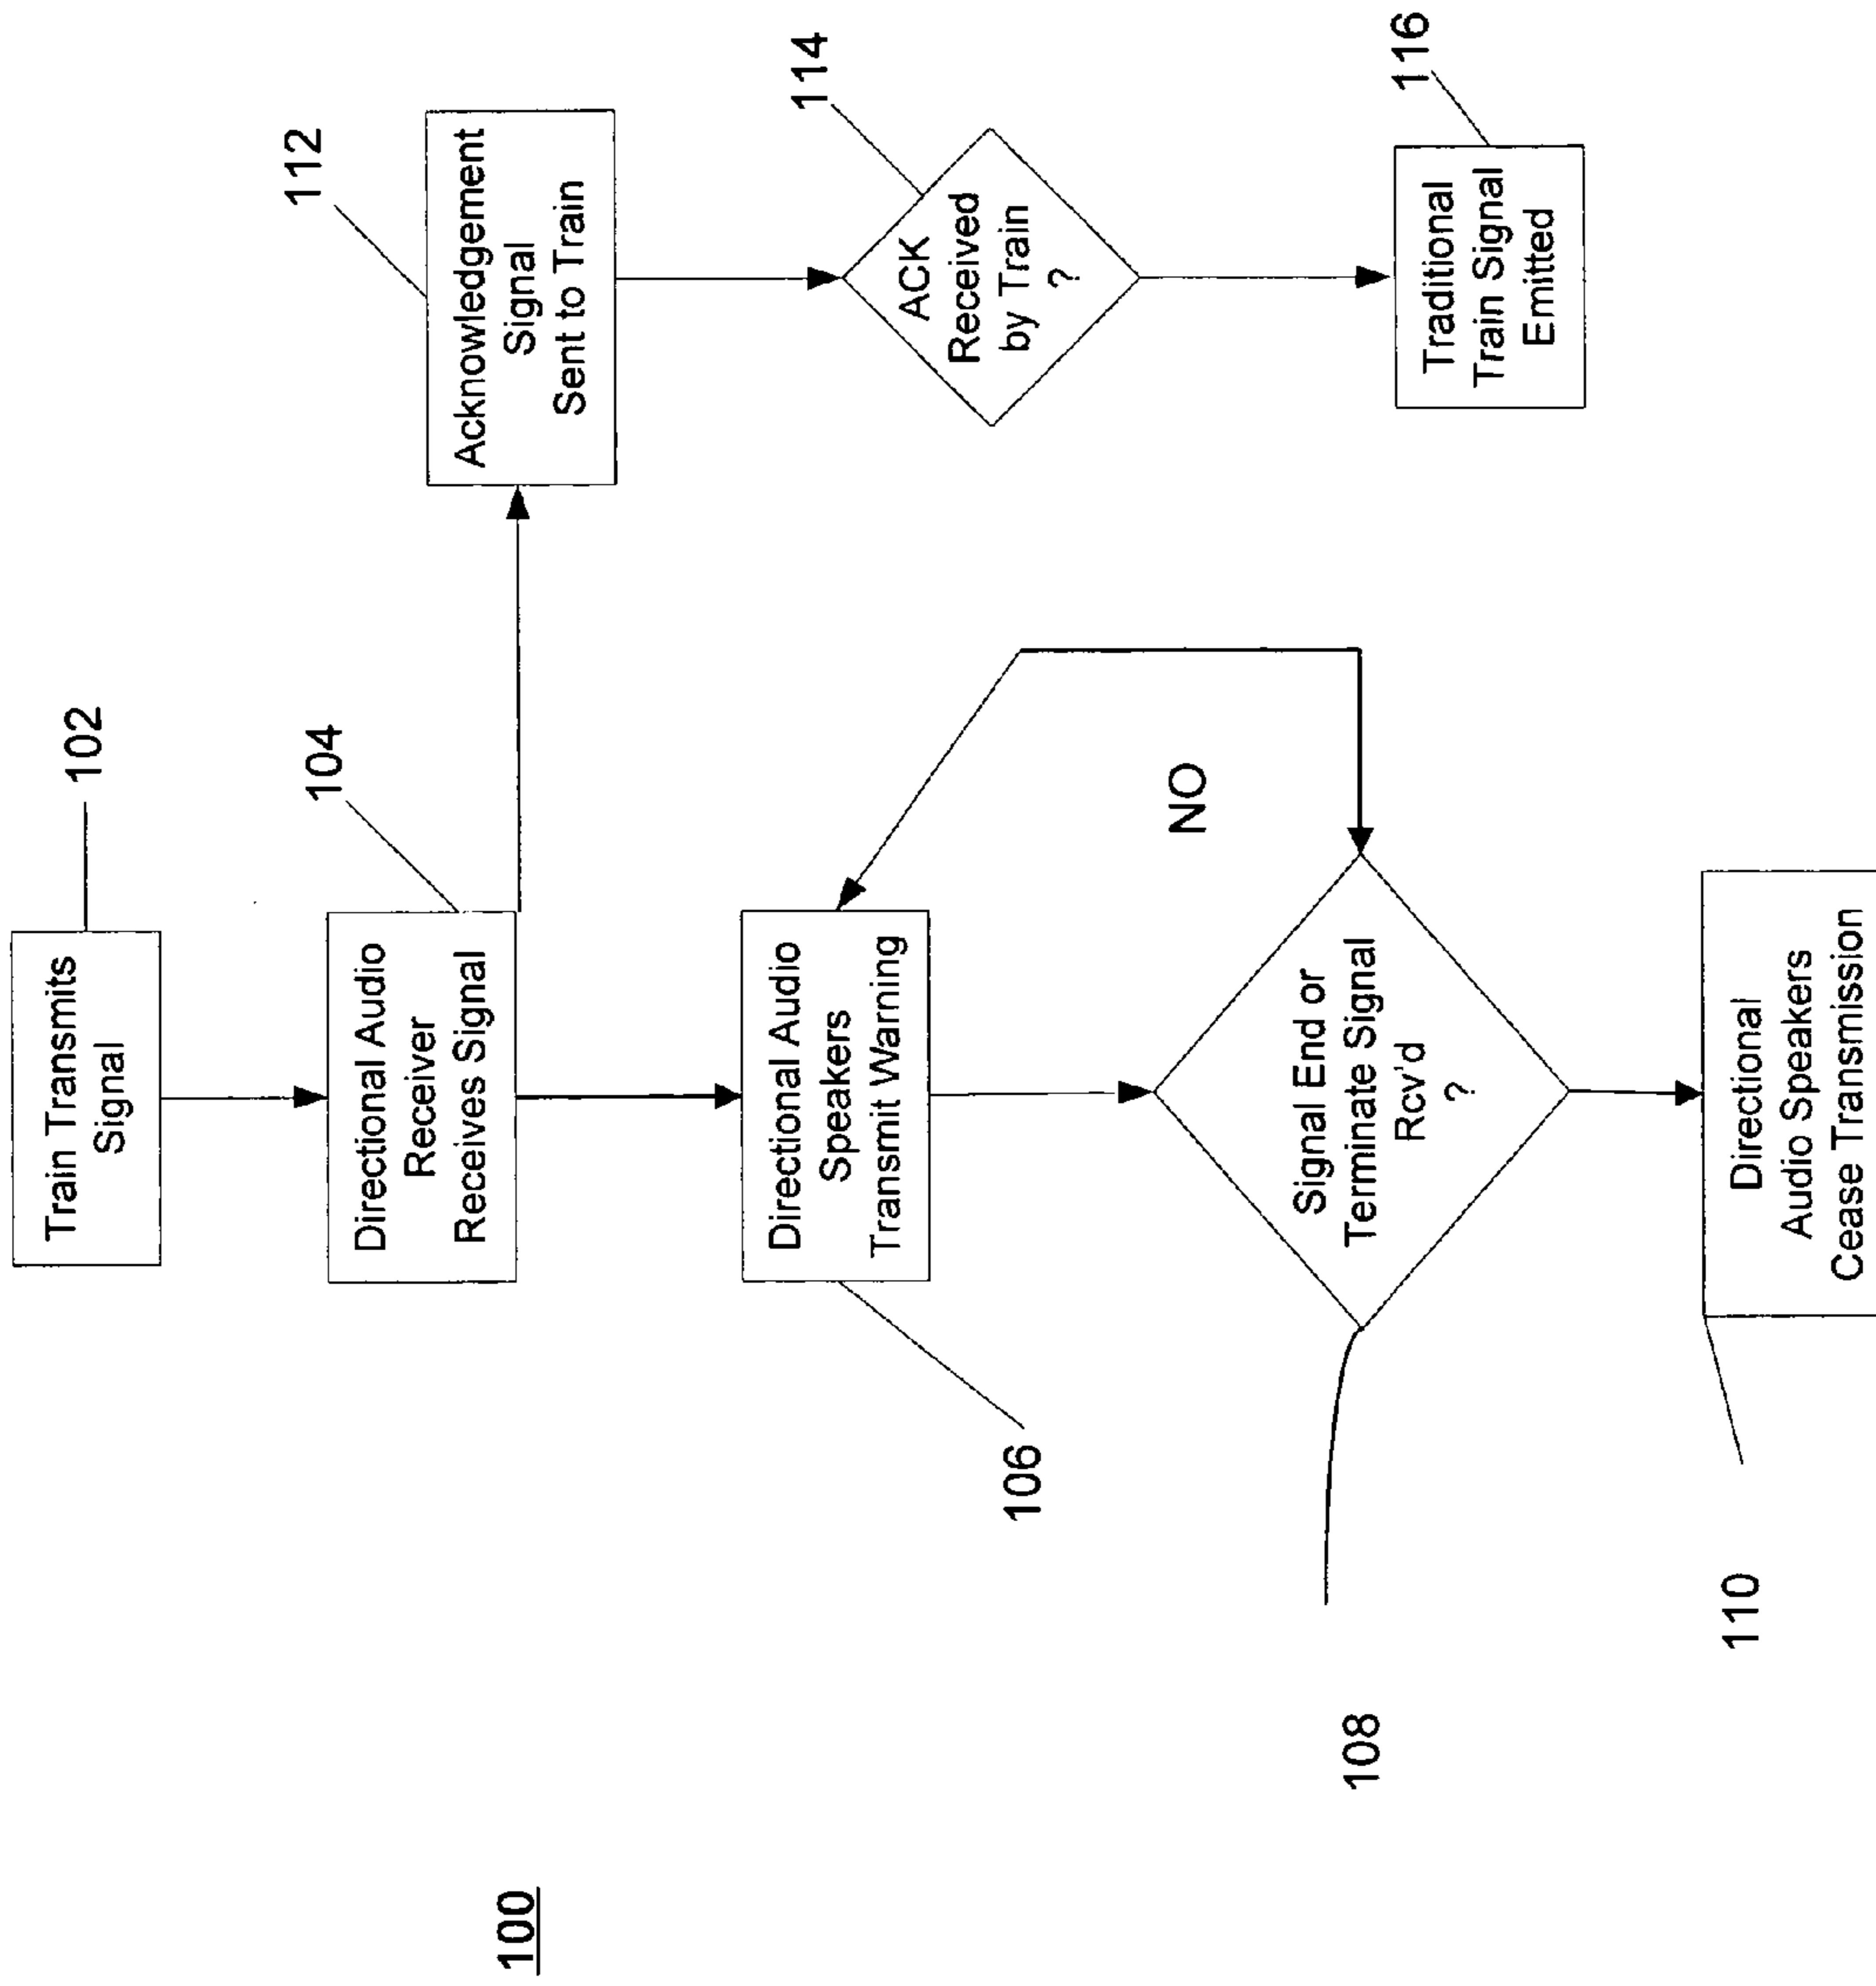 100
Train Transmits
Signal
102
Directional Audio
Receiver
Receives Signal
104
Directional Audio
Speakers
Transmit Warning
106
Signal End or
Terminate Signal
Rcv'd
?
NO
108
Directional
Audio Speakers
Cease Transmission
110
Acknowledgement
Signal
Sent to Train
112
ACK
Received
by Train
?
114
Traditional
Train Signal
Emitted
116